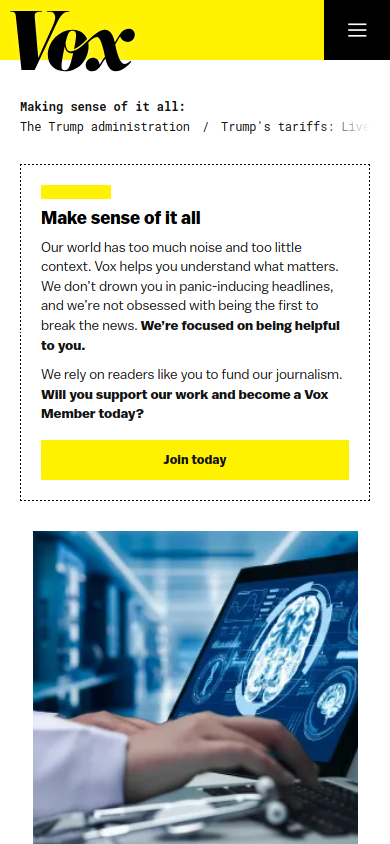 Vox
Making sense of it all:
The Trump administration / Trump's tariffs: Live
Make sense of it all
Our world has too much noise and too little
context. Vox helps you understand what matters.
We don't drown you in panic-inducing headlines,
and we're not obsessed with being the first to
break the news. We're focused on being helpful
to you.
We rely on readers like you to fund our journalism.
Will you support our work and become a Vox
Member today?
Join today